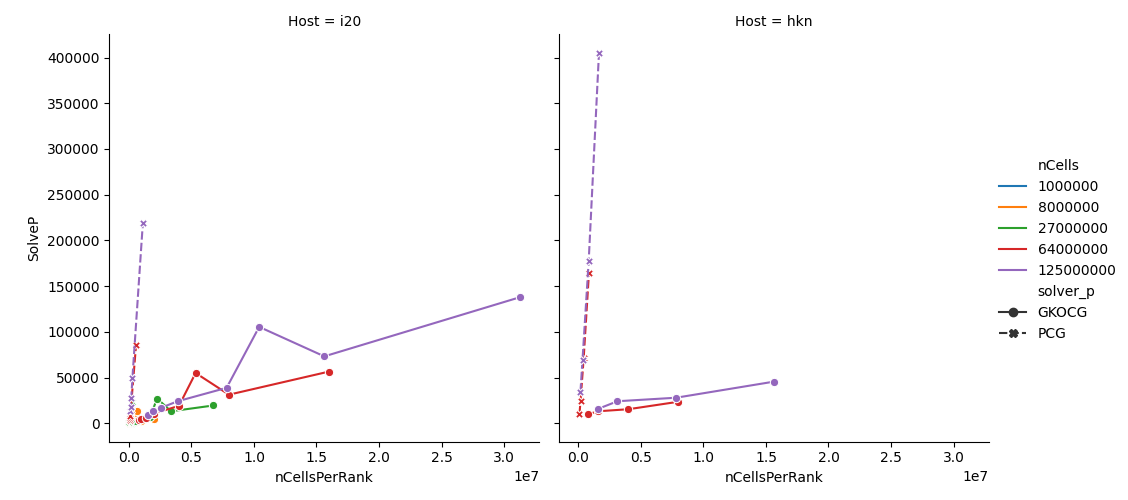 Host = i20
Host = hkn
SolveP
400000
350000
300000
250000
200000
150000
100000
50000
0
0.0 0.5 1.0 1.5 2.0 2.5 3.0
1e7
nCellsPerRank
0.0 0.5 1.0 1.5 2.0 2.5 3.0
1e7
nCellsPerRank
nCells
1000000
8000000
27000000
64000000
125000000
solver_p
GKOCG
PCG